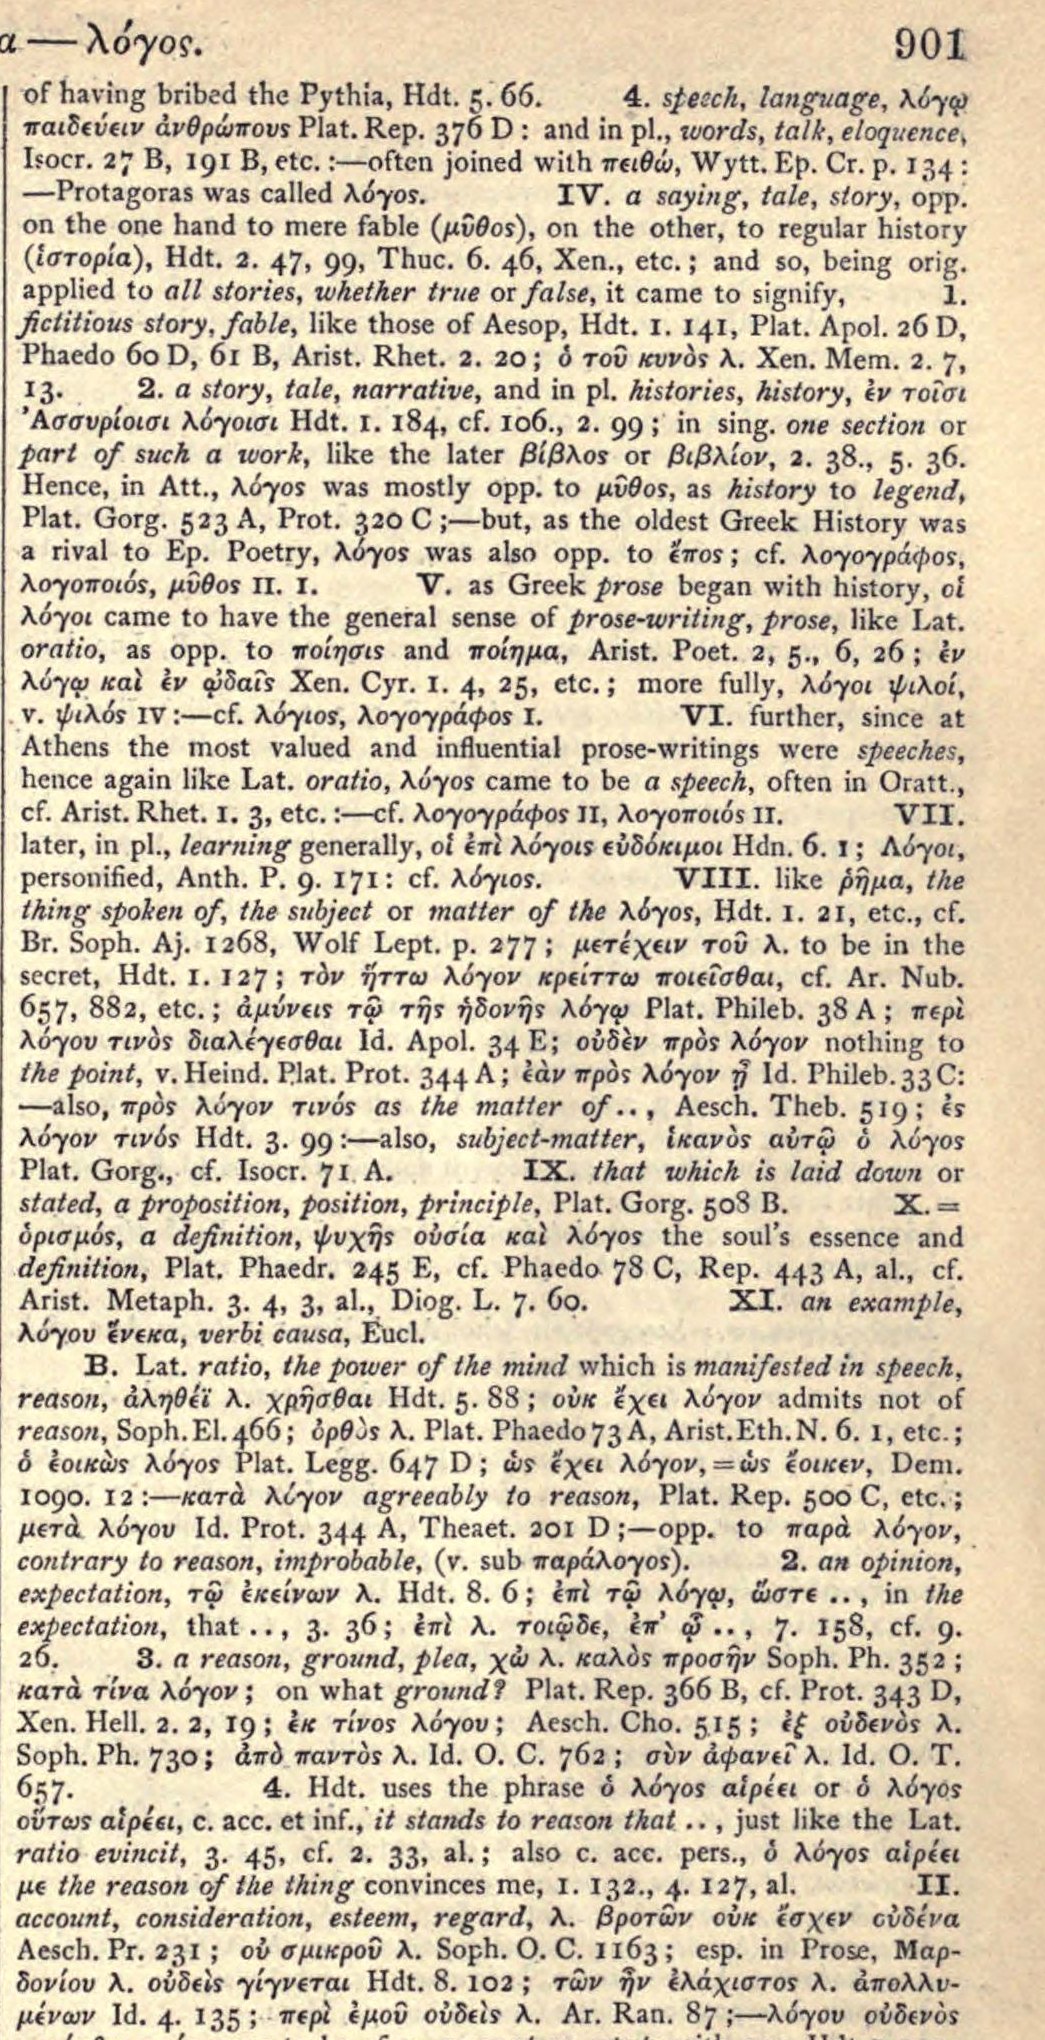 α — λόγος. 901
of having bribed the Pythia, Hdt. 5. 66. 4. speech, language, λόγῳ
παιδεύειν ἀνθρώπους Plat. Rep. 376 D : and in pl., words, talk, eloquence,
Isocr. 27 B, 191 B, etc. :—often joined with πειθώ, Wytt. Ep. Cr. p. 134 :
—Protagoras was called λόγος. IV. a saying, tale, story, opp.
on the one hand to mere fable (μῦθος), on the other, to regular history
(ἱστορία), Hdt. 2. 47, 99, Thuc. 6. 46, Xen., etc. ; and so, being orig.
applied to all stories, whether true or false, it came to signify, 1.
fictitious story, fable, like those of Aesop, Hdt. 1. 141, Plat. Apol. 26 D,
Phaedo 60 D, 61 B, Arist. Rhet. 2. 20 ; ὁ τοῦ κυνὸς λ. Xen. Mem. 2. 7,
13. 2. a story, tale, narrative, and in pl. histories, history, ἐν τοῖσι
Ἀσσυρίοισι λόγοισι Hdt. 1. 184, cf. 106., 2. 99 ; in sing. one section or
part of such a work, like the later βίβλος or βιβλίον, 2. 38., 5. 36.
Hence, in Att., λόγος was mostly opp. to μῦθος, as history to legend,
Plat. Gorg. 523 A, Prot. 320 C ;—but, as the oldest Greek History was
a rival to Ep. Poetry, λόγος was also opp. to ἔπος ; cf. λογογράφος,
λογοποιός, μῦθος II. 1. V. as Greek prose began with history, οἱ
λόγοι came to have the general sense of prose-writing, prose, like Lat.
oratio, as opp. to ποίησις and ποίημα, Arist. Poet. 2, 5., 6, 26 ; ἐν
λόγῳ καὶ ἐν ᾠδαῖς Xen. Cyr. 1. 4, 25, etc. ; more fully, λόγοι ψιλοί,
v. ψιλός IV :—cf. λόγιος, λογογράφος I. VI. further, since at
Athens the most valued and influential prose-writings were speeches,
hence again like Lat. oratio, λόγος came to be a speech, often in Oratt.,
cf. Arist. Rhet. 1. 3, etc. :—cf. λογογράφος II, λογοποιός II. VII.
later, in pl., learning generally, οἱ ἐπὶ λόγοις εὐδόκιμοι Hdn. 6. 1 ; Λόγοι,
personified, Anth. P. 9. 171 : cf. λόγιος. VIII. like ῥῆμα, the
thing spoken of, the subject or matter of the λόγος, Hdt. 1. 21, etc., cf.
Br. Soph. Aj. 1268, Wolf Lept. p. 277 ; μετέχειν τοῦ λ. to be in the
secret, Hdt. 1. 127 ; τὸν ἥττω λόγον κρείττω ποιεῖσθαι, cf. Ar. Nub.
657, 882, etc. ; ἀμύνεις τῷ τῆς ἡδονῆς λόγῳ Plat. Phileb. 38 A ; περὶ
λόγου τινὸς διαλέγεσθαι Id. Apol. 34 E ; οὐδὲν πρὸς λόγον nothing to
the point, v. Heind. Plat. Prot. 344 A ; ἐὰν πρὸς λόγον ᾖ Id. Phileb. 33 C:
—also, πρὸς λόγον τινός as the matter of . . , Aesch. Theb. 519 ; ἐς
λόγον τινός Hdt. 3. 99 :—also, subject-matter, ἱκανὸς αὐτῷ ὁ λόγος
Plat. Gorg., cf. Isocr. 71 A. IX. that which is laid down or
stated, a proposition, position, principle, Plat. Gorg. 508 B. X. =
ὁρισμός, a definition, ψυχῆς οὐσία καὶ λόγος the soul's essence and
definition, Plat. Phaedr. 245 E, cf. Phaedo 78 C, Rep. 443 A, al., cf.
Arist. Metaph. 3. 4, 3, al., Diog. L. 7. 60. XI. an example,
λόγου ἕνεκα, verbi causa, Eucl.
B. Lat. ratio, the power of the mind which is manifested in speech,
reason, ἀληθέϊ λ. χρῆσθαι Hdt. 5. 88 ; οὐκ ἔχει λόγον admits not of
reason, Soph. El. 466 ; ὀρθὸς λ. Plat. Phaedo 73 A, Arist. Eth. N. 6. 1, etc. ;
ὁ ἐοικὼς λόγος Plat. Legg. 647 D ; ὡς ἔχει λόγον, = ὡς ἔοικεν, Dem.
1090. 12 :—κατὰ λόγον agreeably to reason, Plat. Rep. 500 C, etc. ;
μετὰ λόγου Id. Prot. 344 A, Theaet. 201 D ;—opp. to παρὰ λόγον,
contrary to reason, improbable, (v. sub παράλογος). 2. an opinion,
expectation, τῷ ἐκείνων λ. Hdt. 8. 6 ; ἐπὶ τῷ λόγῳ, ὥστε . . , in the
expectation, that . . , 3. 36 ; ἐπὶ λ. τοιῷδε, ἐπ' ᾧ . . , 7. 158, cf. 9.
26. 3. a reason, ground, plea, χὠ λ. καλὸς προσῆν Soph. Ph. 352 ;
κατὰ τίνα λόγον ; on what ground? Plat. Rep. 366 B, cf. Prot. 343 D,
Xen. Hell. 2. 2, 19 ; ἐκ τίνος λόγου ; Aesch. Cho. 515 ; ἐξ οὐδενὸς λ.
Soph. Ph. 730 ; ἀπὸ παντὸς λ. Id. O. C. 762 ; σὺν ἀφανεῖ λ. Id. O. T.
657. 4. Hdt. uses the phrase ὁ λόγος αἱρέει or ὁ λόγος
οὕτως αἱρέει, c. acc. et inf., it stands to reason that . . , just like the Lat.
ratio evincit, 3. 45, cf. 2. 33, al. ; also c. acc. pers., ὁ λόγος αἱρέει
με the reason of the thing convinces me, 1. 132., 4. 127, al. II.
account, consideration, esteem, regard, λ. βροτῶν οὐκ ἔσχεν οὐδένα
Aesch. Pr. 231 ; οὐ σμικροῦ λ. Soph. O. C. 1163 ; esp. in Prose, Μαρ-
δονίου λ. οὐδεὶς γίγνεται Hdt. 8. 102 ; τῶν ἦν ἐλάχιστος λ. ἀπολλυ-
μένων Id. 4. 135 ; περὶ ἐμοῦ οὐδεὶς λ. Ar. Ran. 87 ;—λόγου οὐδενὸς